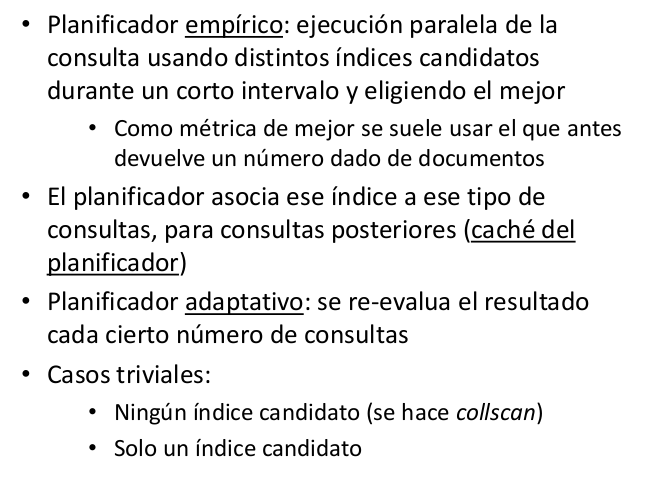 • Planificador empírico: ejecución paralela de la
consulta usando distintos índices candidatos
durante un corto intervalo y eligiendo el mejor
• Como métrica de mejor se suele usar el que antes
devuelve un número dado de documentos
• El planificador asocia ese índice a ese tipo de
consultas, para consultas posteriores (caché del
planificador)
• Planificador adaptativo: se re-evalua el resultado
cada cierto número de consultas
• Casos triviales:
• Ningún índice candidato (se hace collscan)
• Solo un índice candidato